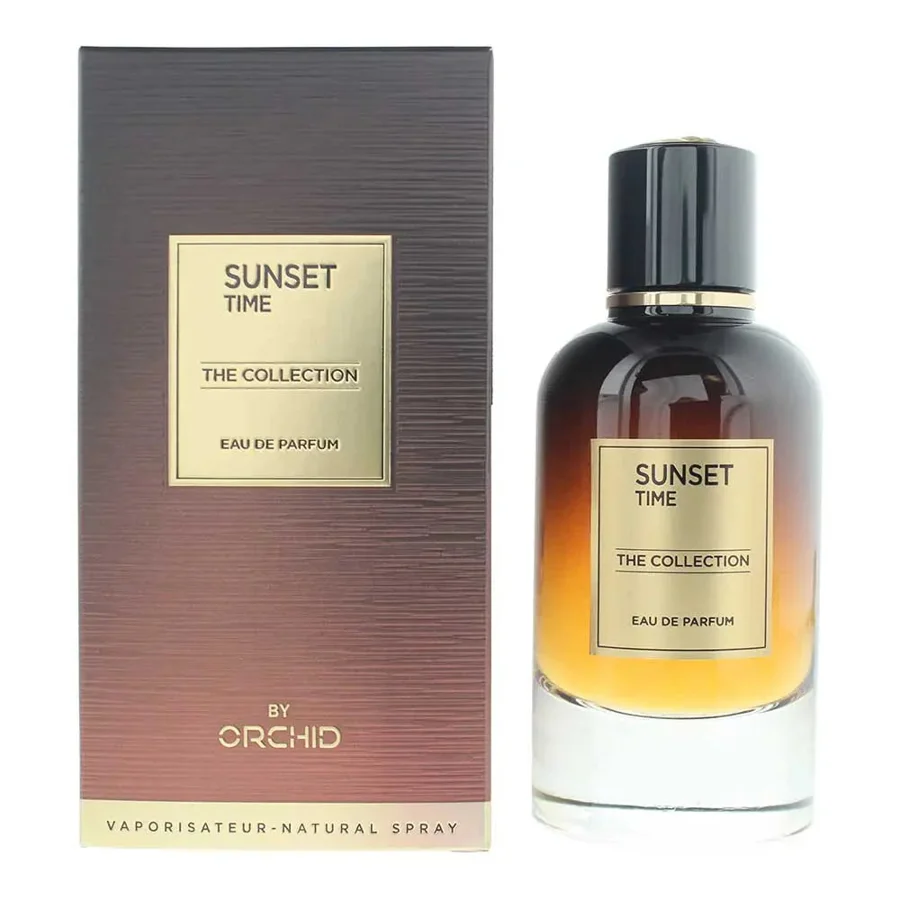 SUNSET
TIME
THE COLLECTION
EAU DE PARFUM
BY
ORCHID
VAPORISATEUR-NATURAL SPRAY
SUNSET
TIME
THE COLLECTION
EAU DE PARFUM